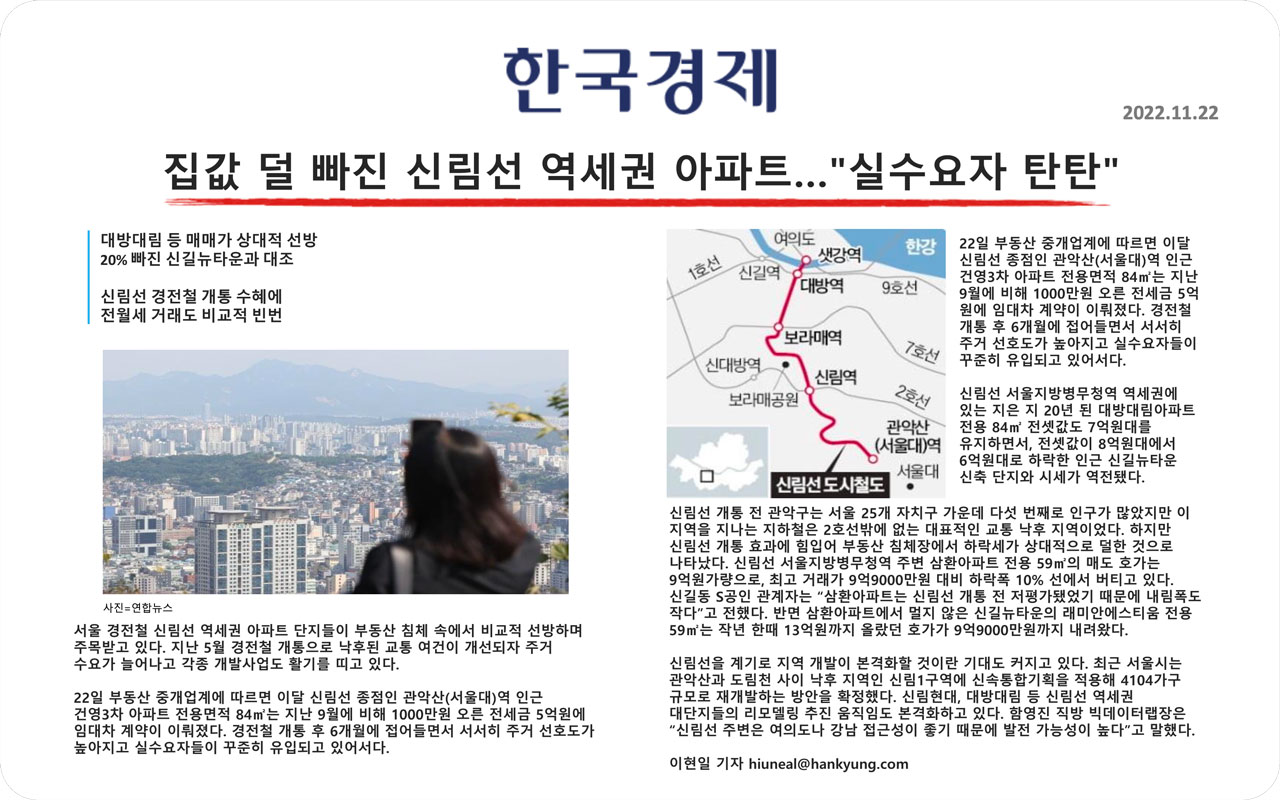 한국경제
2022.11.22
집값 덜 빠진 신림선 역세권 아파트..."실수요자 탄탄"
대방대림 등 매매가 상대적 선방
20% 빠진 신길뉴타운과 대조
신림선 경전철 개통 수혜에
전월세 거래도 비교적 빈번
사진=연합뉴스
서울 경전철 신림선 역세권 아파트 단지들이 부동산 침체 속에서 비교적 선방하며
주목받고 있다. 지난 5월 경전철 개통으로 낙후된 교통 여건이 개선되자 주거
수요가 늘어나고 각종 개발사업도 활기를 띠고 있다.
22일 부동산 중개업계에 따르면 이달 신림선 종점인 관악산(서울대)역 인근
건영3차 아파트 전용면적 84㎡는 지난 9월에 비해 1000만원 오른 전세금 5억원에
임대차 계약이 이뤄졌다. 경전철 개통 후 6개월에 접어들면서 서서히 주거 선호도가
높아지고 실수요자들이 꾸준히 유입되고 있어서다.
여의도
한강
샛강역
1호선
신길역
대방역
9호선
보라매역
7호선
신대방역
신림역
보라매공원
2호선
관악산
(서울대)역
서울대
신림선 도시철도
22일 부동산 중개업계에 따르면 이달
신림선 종점인 관악산(서울대)역 인근
건영3차 아파트 전용면적 84㎡는 지난
9월에 비해 1000만원 오른 전세금 5억
원에 임대차 계약이 이뤄졌다. 경전철
개통 후 6개월에 접어들면서 서서히
주거 선호도가 높아지고 실수요자들이
꾸준히 유입되고 있어서다.
신림선 서울지방병무청역 역세권에
있는 지은 지 20년 된 대방대림아파트
전용 84㎡ 전셋값도 7억원대를
유지하면서, 전셋값이 8억원대에서
6억원대로 하락한 인근 신길뉴타운
신축 단지와 시세가 역전됐다.
신림선 개통 전 관악구는 서울 25개 자치구 가운데 다섯 번째로 인구가 많았지만 이
지역을 지나는 지하철은 2호선밖에 없는 대표적인 교통 낙후 지역이었다. 하지만
신림선 개통 효과에 힘입어 부동산 침체장에서 하락세가 상대적으로 덜한 것으로
나타났다. 신림선 서울지방병무청역 주변 삼환아파트 전용 59㎡의 매도 호가는
9억원가량으로, 최고 거래가 9억9000만원 대비 하락폭 10% 선에서 버티고 있다.
신길동 S공인 관계자는 “삼환아파트는 신림선 개통 전 저평가됐었기 때문에 내림폭도
작다”고 전했다. 반면 삼환아파트에서 멀지 않은 신길뉴타운의 래미안에스티움 전용
59㎡는 작년 한때 13억원까지 올랐던 호가가 9억9000만원까지 내려왔다.
신림선을 계기로 지역 개발이 본격화할 것이란 기대도 커지고 있다. 최근 서울시는
관악산과 도림천 사이 낙후 지역인 신림1구역에 신속통합기획을 적용해 4104가구
규모로 재개발하는 방안을 확정했다. 신림현대, 대방대림 등 신림선 역세권
대단지들의 리모델링 추진 움직임도 본격화하고 있다. 함영진 직방 빅데이터랩장은
“신림선 주변은 여의도나 강남 접근성이 좋기 때문에 발전 가능성이 높다”고 말했다.
이현일 기자 hiuneal@hankyung.com